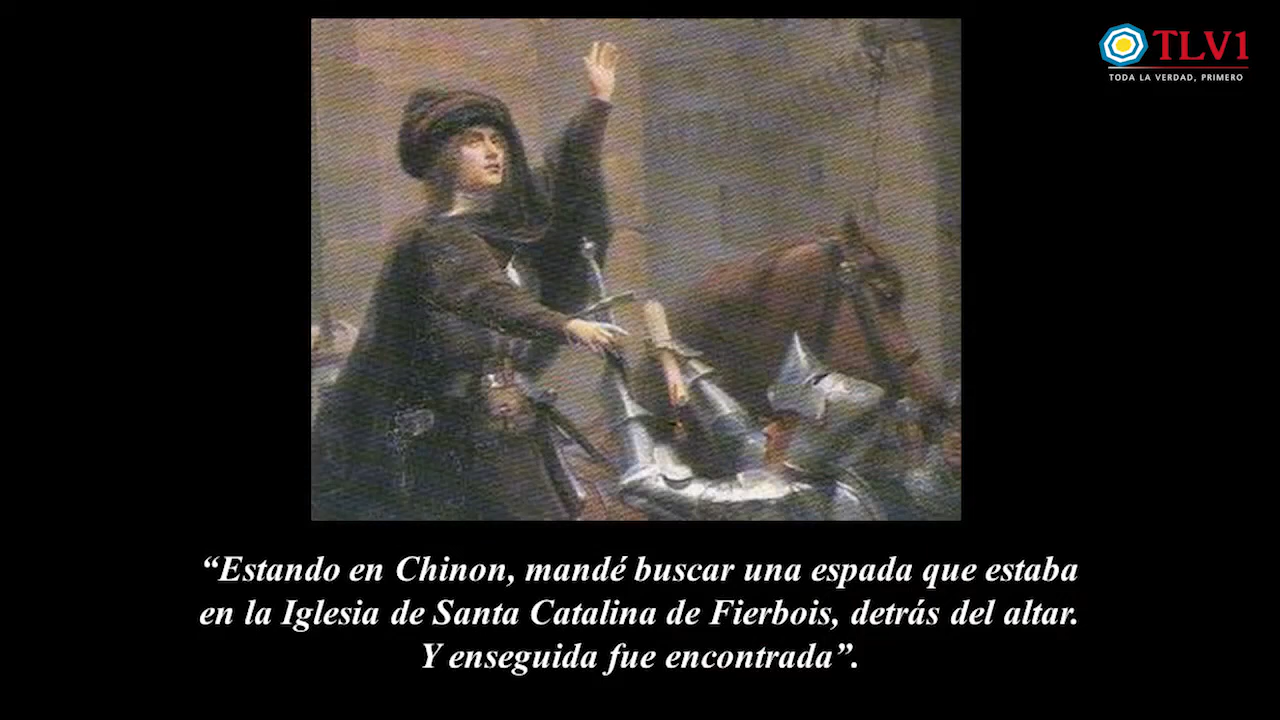 TLV1
TODA LA VERDAD, PRIMERO
“Estando en Chinon, mandé buscar una espada que estaba
en la Iglesia de Santa Catalina de Fierbois, detrás del altar.
Y enseguida fue encontrada”.